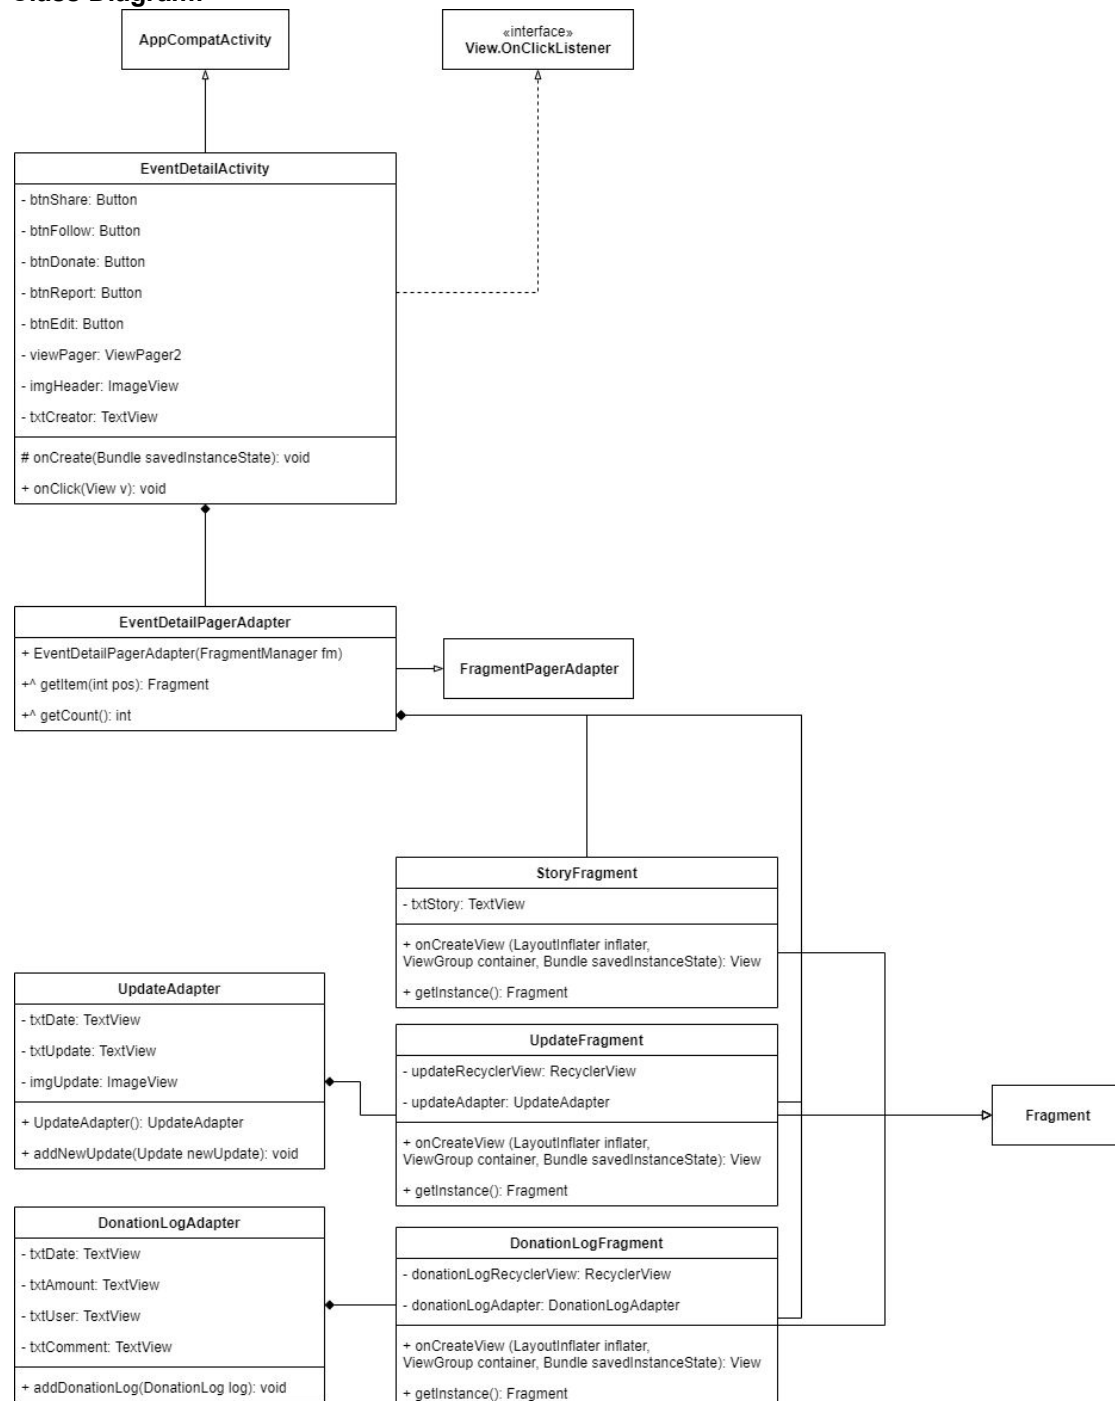 Class Diagram:
AppCompatActivity
«interface»
View.OnClickListener
EventDetailActivity
- btnShare: Button
- btnFollow: Button
- btnDonate: Button
- btnReport: Button
- btnEdit: Button
- viewPager: ViewPager2
- imgHeader: ImageView
- txtCreator: TextView
# onCreate(Bundle savedInstanceState): void
+ onClick(View v): void
EventDetailPagerAdapter
+ EventDetailPagerAdapter(FragmentManager fm)
+^ getItem(int pos): Fragment
+^ getCount(): int
FragmentPagerAdapter
StoryFragment
- txtStory: TextView
+ onCreateView (LayoutInflater inflater,
ViewGroup container, Bundle savedInstanceState): View
+ getInstance(): Fragment
UpdateAdapter
- txtDate: TextView
- txtUpdate: TextView
- imgUpdate: ImageView
+ UpdateAdapter(): UpdateAdapter
+ addNewUpdate(Update newUpdate): void
UpdateFragment
- updateRecyclerView: RecyclerView
- updateAdapter: UpdateAdapter
+ onCreateView (LayoutInflater inflater,
ViewGroup container, Bundle savedInstanceState): View
+ getInstance(): Fragment
Fragment
DonationLogAdapter
- txtDate: TextView
- txtAmount: TextView
- txtUser: TextView
- txtComment: TextView
+ addDonationLog(DonationLog log): void
DonationLogFragment
- donationLogRecyclerView: RecyclerView
- donationLogAdapter: DonationLogAdapter
+ onCreateView (LayoutInflater inflater,
ViewGroup container, Bundle savedInstanceState): View
+ getInstance(): Fragment